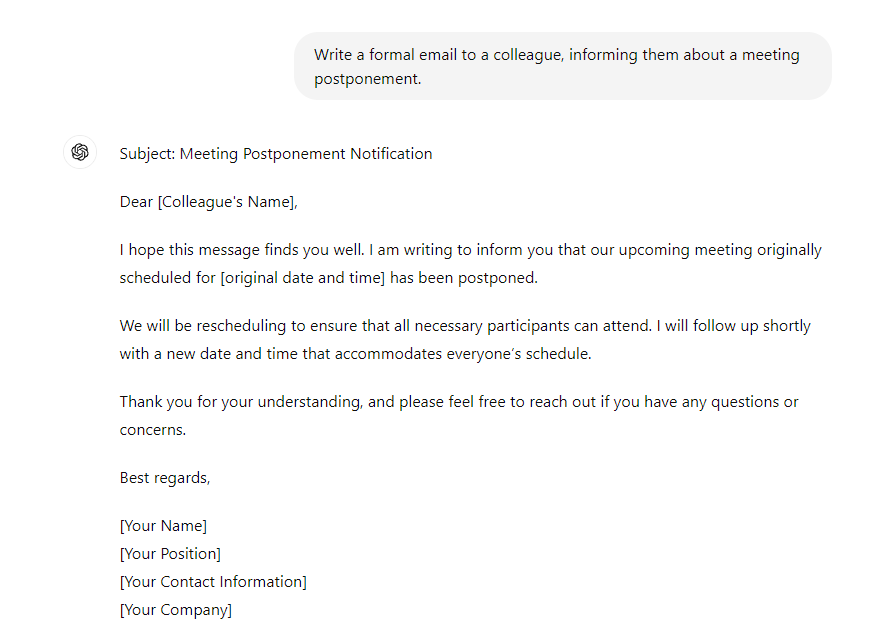 Write a formal email to a colleague, informing them about a meeting
postponement.
Subject: Meeting Postponement Notification
Dear [Colleague's Name],
I hope this message finds you well. I am writing to inform you that our upcoming meeting originally
scheduled for [original date and time] has been postponed.
We will be rescheduling to ensure that all necessary participants can attend. I will follow up shortly
with a new date and time that accommodates everyone's schedule.
Thank you for your understanding, and please feel free to reach out if you have any questions or
concerns.
Best regards,
[Your Name]
[Your Position]
[Your Contact Information]
[Your Company]